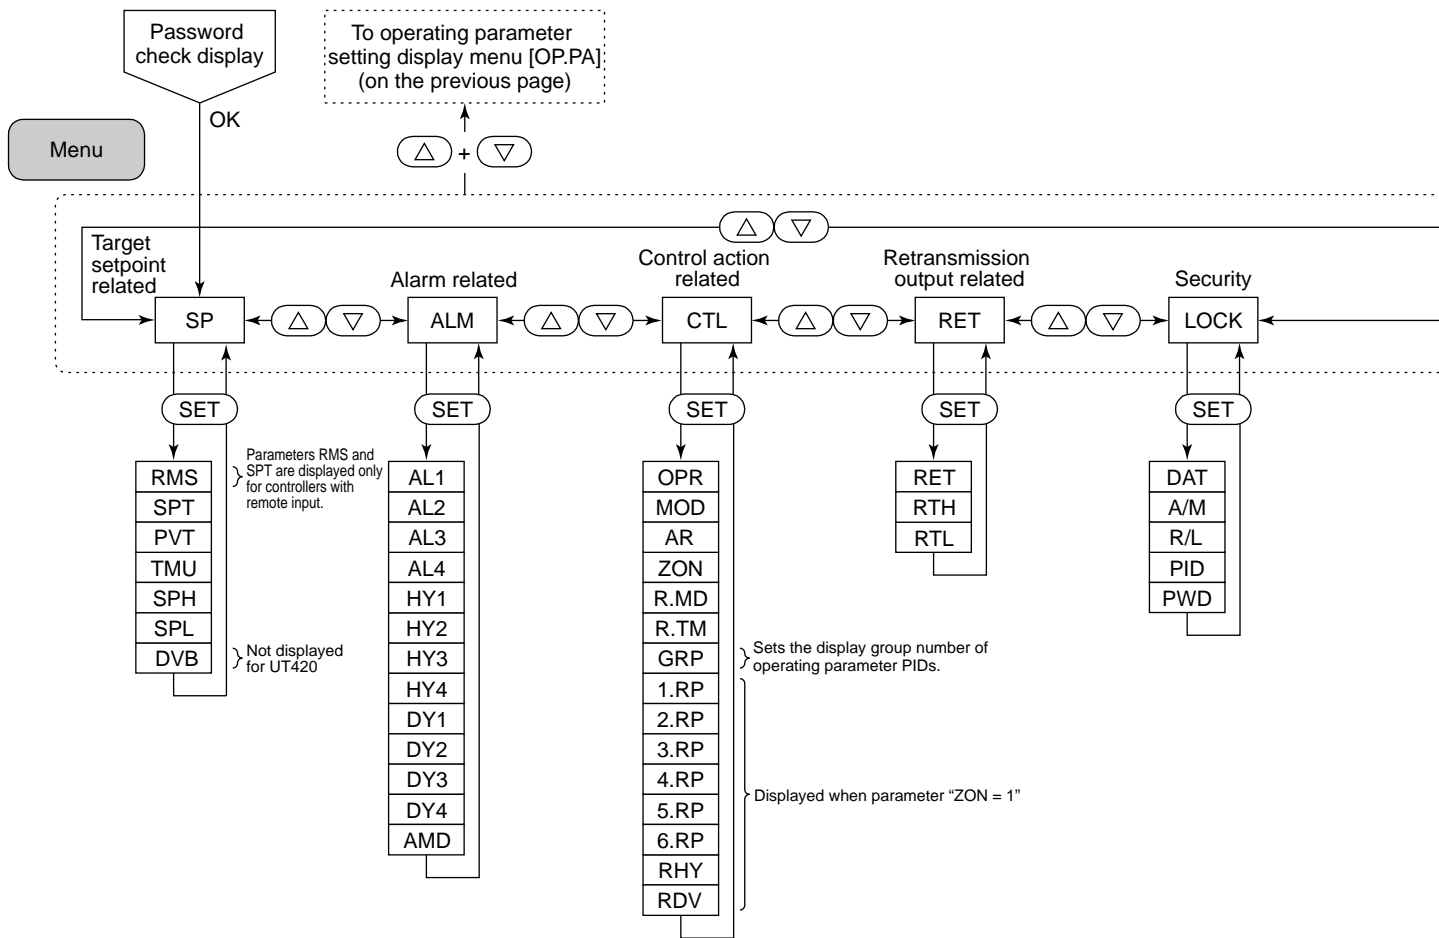 Password
check display
To operating parameter
setting display menu [OP.PA]
(on the previous page)
OK
Menu
+
Target
setpoint
related
Alarm related
Control action
related
Retransmission
output related
Security
SP
ALM
CTL
RET
LOCK
SET
SET
SET
SET
SET
RMS
SPT
PVT
TMU
SPH
SPL
DVB
Parameters RMS and
SPT are displayed only
for controllers with
remote input.
Not displayed
for UT420
AL1
AL2
AL3
AL4
HY1
HY2
HY3
HY4
DY1
DY2
DY3
DY4
AMD
OPR
MOD
AR
ZON
R.MD
R.TM
GRP
1.RP
2.RP
3.RP
4.RP
5.RP
6.RP
RHY
RDV
Sets the display group number of
operating parameter PIDs.
Displayed when parameter “ZON = 1”
RET
RTH
RTL
DAT
A/M
R/L
PID
PWD